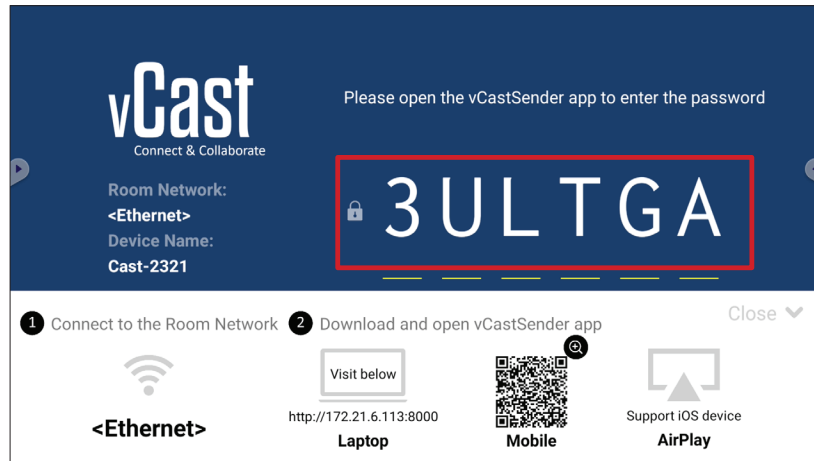 vCast
Connect & Collaborate
Please open the vCastSender app to enter the password
Room Network:
<Ethernet>
Device Name:
Cast-2321
3ULTGA
1 Connect to the Room Network
2 Download and open vCastSender app
Close
<Ethernet>
Visit below
http://172.21.6.113:8000
Laptop
Mobile
Support iOS device
AirPlay